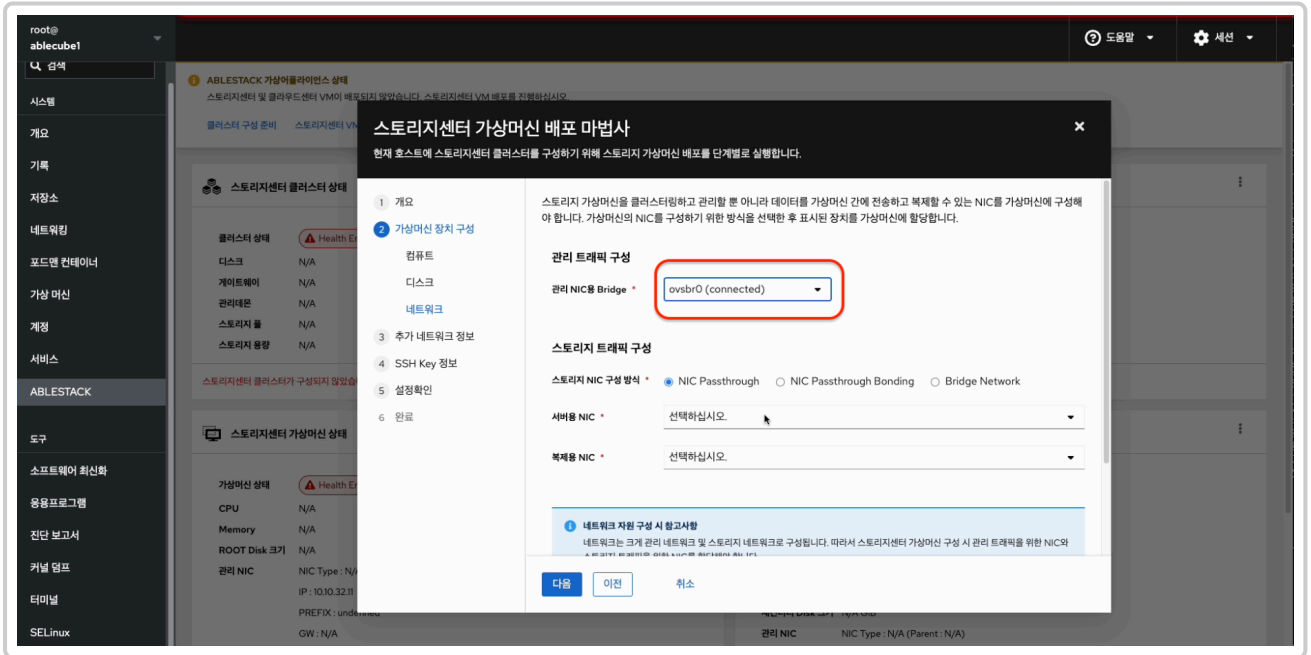 root@
ablecube1
도움말
세션
검색
시스템
개요
기록
저장소
네트워킹
포드맨 컨테이너
가상 머신
계정
서비스
ABLESTACK
도구
소프트웨어 최신화
응용프로그램
진단 보고서
커널 덤프
터미널
SELinux
ABLESTACK 가상어플라이언스 상태
스토리지센터 및 클라우드센터 VM이 배포되지 않았습니다. 스토리지센터 VM 배포를 진행하십시오.
클러스터 구성 준비
스토리지센터 VM
스토리지센터 클러스터 상태
클러스터 상태
Health Er
디스크 N/A
게이트웨이 N/A
관리데몬 N/A
스토리지 풀 N/A
스토리지 용량 N/A
스토리지센터 클러스터가 구성되지 않았습
스토리지센터 가상머신 상태
가상머신 상태
Health Er
CPU N/A
Memory N/A
ROOT Disk 크기 N/A
관리 NIC NIC Type : N/A
IP : 10.10.32.11
PREFIX : undefined
GW : N/A
스토리지센터 가상머신 배포 마법사
현재 호스트에 스토리지센터 클러스터를 구성하기 위해 스토리지 가상머신 배포를 단계별로 실행합니다.
1 개요
2 가상머신 장치 구성
컴퓨트
디스크
네트워크
3 추가 네트워크 정보
4 SSH Key 정보
5 설정확인
6 완료
스토리지 가상머신을 클러스터링하고 관리할 뿐 아니라 데이터를 가상머신 간에 전송하고 복제할 수 있는 NIC를 가상머신에 구성해
야 합니다. 가상머신의 NIC를 구성하기 위한 방식을 선택한 후 표시된 장치를 가상머신에 할당합니다.
관리 트래픽 구성
관리 NIC용 Bridge * ovsbr0 (connected)
스토리지 트래픽 구성
스토리지 NIC 구성 방식 * NIC Passthrough NIC Passthrough Bonding Bridge Network
서버용 NIC * 선택하십시오.
복제용 NIC * 선택하십시오.
네트워크 자원 구성 시 참고사항
네트워크는 크게 관리 네트워크 및 스토리지 네트워크로 구성됩니다. 따라서 스토리지센터 가상머신 구성 시 관리 트래픽을 위한 NIC와
다음
이전
취소
관리 NIC NIC Type : N/A (Parent : N/A)